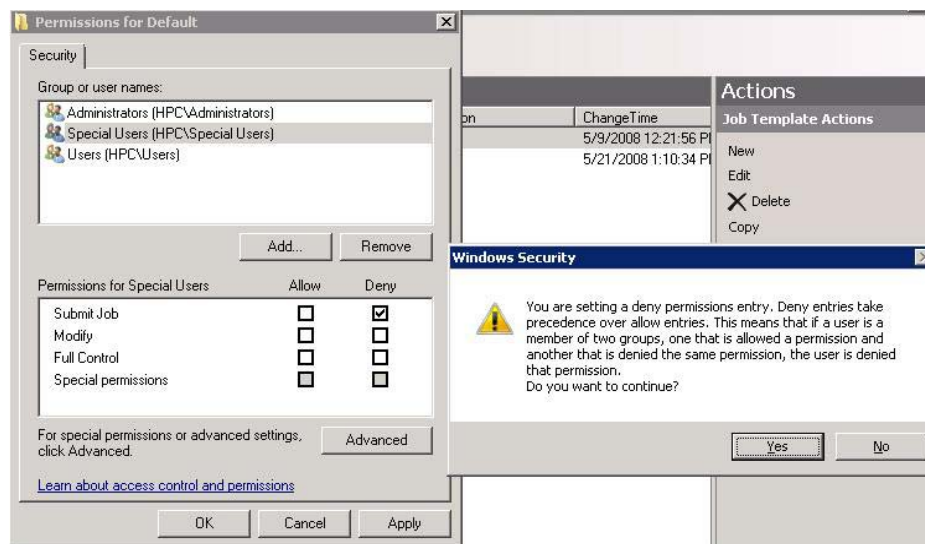 Permissions for Default
Security
Group or user names:
Administrators (HPC\Administrators)
Special Users (HPC\Special Users)
Users (HPC\Users)
Add...
Remove
Permissions for Special Users
Allow
Deny
Submit Job
Modify
Full Control
Special permissions
For special permissions or advanced settings,
click Advanced.
Advanced
Learn about access control and permissions
OK
Cancel
Apply
on
ChangeTime
5/9/2008 12:21:56 P
5/21/2008 1:10:34 P
Actions
Job Template Actions
New
Edit
Delete
Copy
Windows Security
You are setting a deny permissions entry. Deny entries take
precedence over allow entries. This means that if a user is a
member of two groups, one that is allowed a permission and
another that is denied the same permission, the user is denied
that permission.
Do you want to continue?
Yes
No